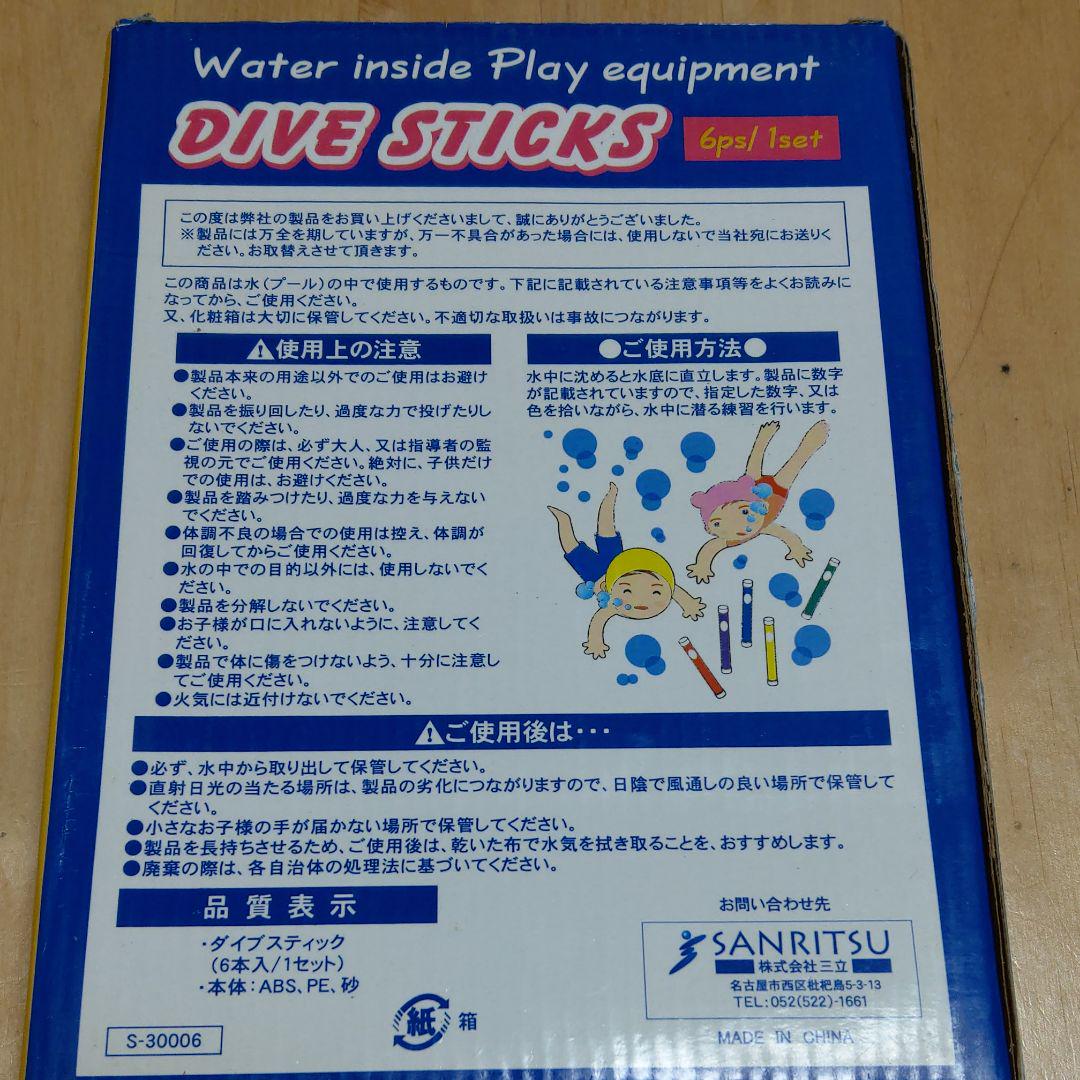 Water inside Play equipment
DIVE STICKS
6ps/ 1set
この度は弊社の製品をお買い上げくださいまして、誠にありがとうございました。
※製品には万全を期していますが、万一不具合があった場合には、使用しないで当社宛にお送りく
ださい。お取替えさせて頂きます。
この商品は水(プール)の中で使用するものです。下記に記載されている注意事項等をよくお読みに
なってから、ご使用ください。
又、化粧箱は大切に保管してください。不適切な取扱いは事故につながります。
⚠使用上の注意
●製品本来の用途以外でのご使用はお避け
ください。
●製品を振り回したり、過度な力で投げたりし
ないでください。
●ご使用の際は、必ず大人、又は指導者の監
視の元でご使用ください。絶対に、子供だけ
での使用は、お避けください。
●製品を踏みつけたり、過度な力を与えない
でください。
●体調不良の場合での使用は控え、体調が
回復してからご使用ください。
●水の中での目的以外には、使用しないでく
ださい。
●製品を分解しないでください。
●お子様が口に入れないように、注意してく
ださい。
●製品で体に傷をつけないよう、十分に注意し
てご使用ください。
●火気には近付けないでください。
●ご使用方法●
水中に沈めると水底に直立します。製品に数字
が記載されていますので、指定した数字、又は
色を拾いながら、水中に潜る練習を行います。
⚠ご使用後は・・・
●必ず、水中から取り出して保管してください。
●直射日光の当たる場所は、製品の劣化につながりますので、日陰で風通しの良い場所で保管して
ください。
●小さなお子様の手が届かない場所で保管してください。
●製品を長持ちさせるため、ご使用後は、乾いた布で水気を拭き取ることを、おすすめします。
●廃棄の際は、各自治体の処理法に基づいてください。
品質表示
・ダイブスティック
(6本入/1セット)
・本体:ABS、PE、砂
S-30006
紙 箱
お問い合わせ先
SANRITSU
株式会社三立
名古屋市西区枇杷島5-3-13
TEL:052(522)-1661
MADE IN CHINA